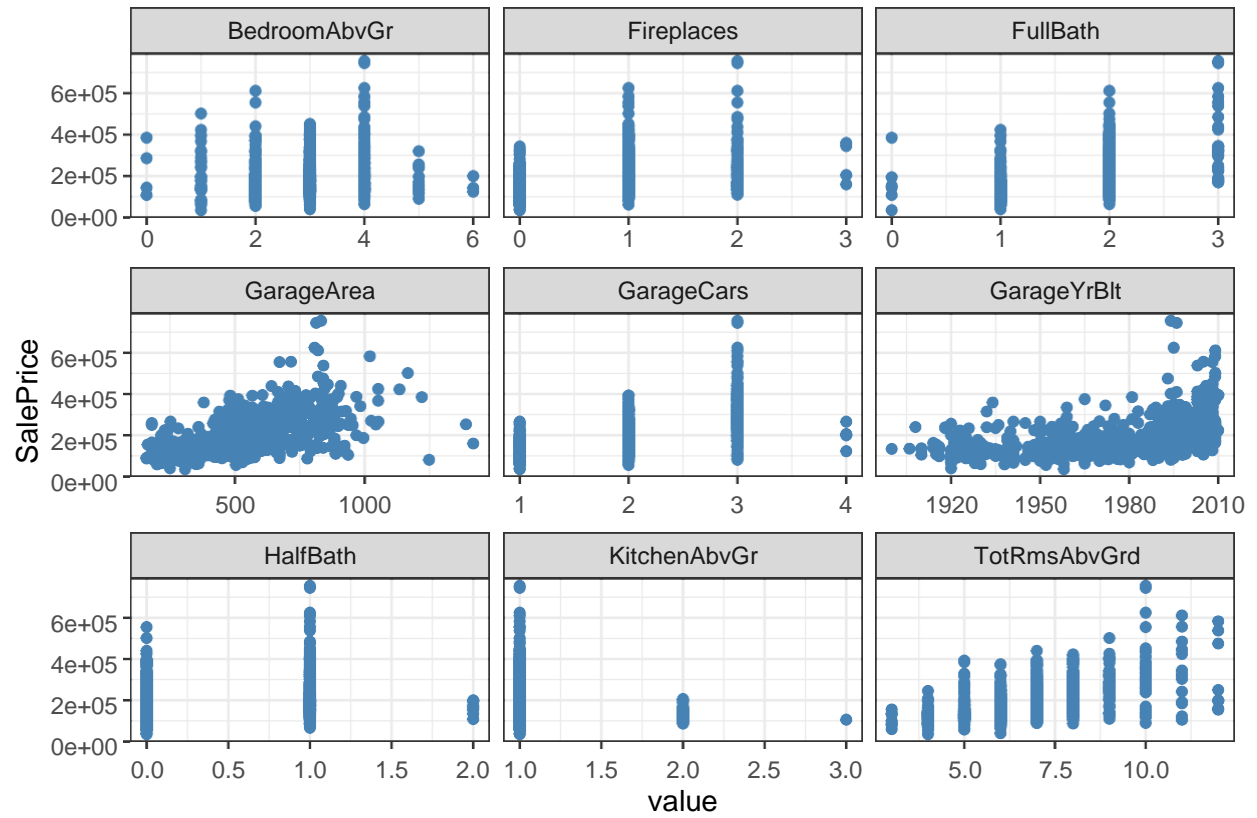 BedroomAbvGr Fireplaces FullBath
6e+05
4e+05
2e+05
0e+00
0 2 4 6 0 1 2 3 0 1 2 3
GarageArea GarageCars GarageYrBlt
6e+05
4e+05
2e+05
0e+00
500 1000 1 2 3 4 1920 1950 1980 2010
SalePrice
HalfBath KitchenAbvGr TotRmsAbvGrd
6e+05
4e+05
2e+05
0e+00
0.0 0.5 1.0 1.5 2.0 1.0 1.5 2.0 2.5 3.0 5.0 7.5 10.0
value